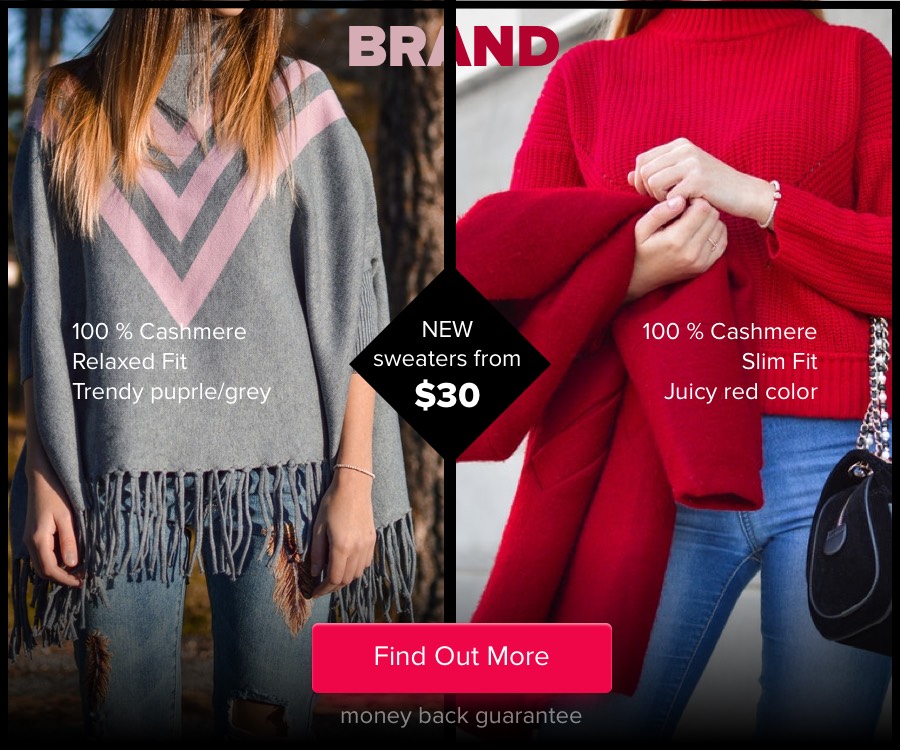 BRAND
100 % Cashmere
Relaxed Fit
Trendy puprle/grey
NEW
sweaters from
$30
100 % Cashmere
Slim Fit
Juicy red color
Find Out More
money back guarantee